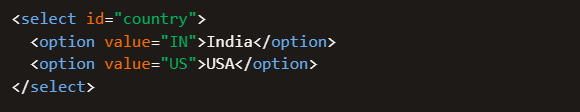 <select id="country">
  <option value="IN">India</option>
  <option value="US">USA</option>
</select>